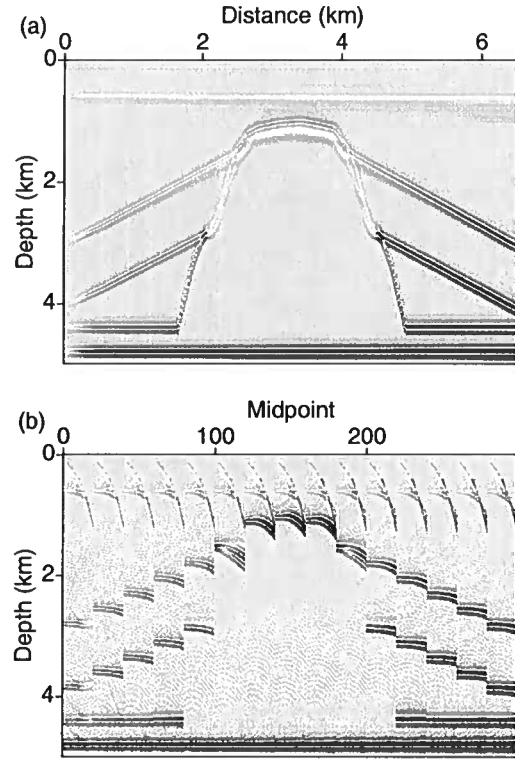 Distance (km)
(a)
0 2 4 6
0
2
4
Depth (km)
Midpoint
(b)
0 100 200
0
2
4
Depth (km)